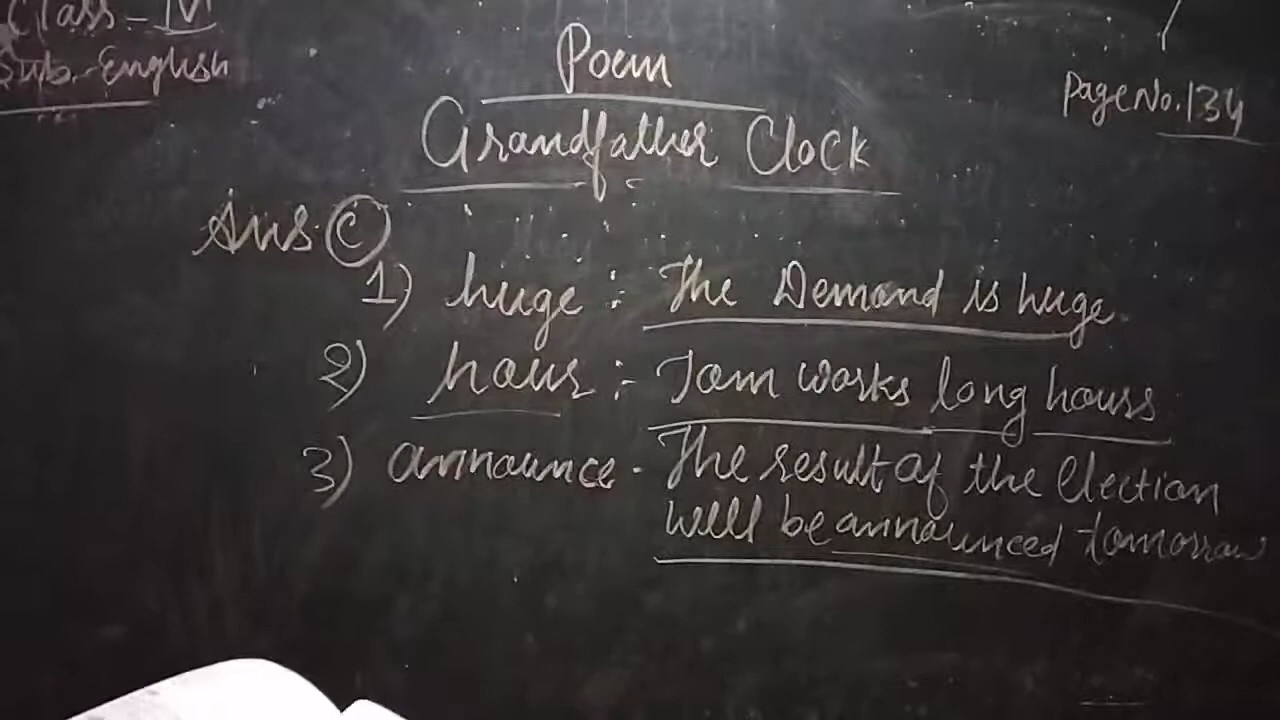 Class - IV
Sub.-English
Poem
Page No. 134
Grandfather Clock
Ans. (C)
1) huge : The Demand is huge.
2) hour :- Tom works long hours
3) announce - The result of the Election
will be announced tomorrow